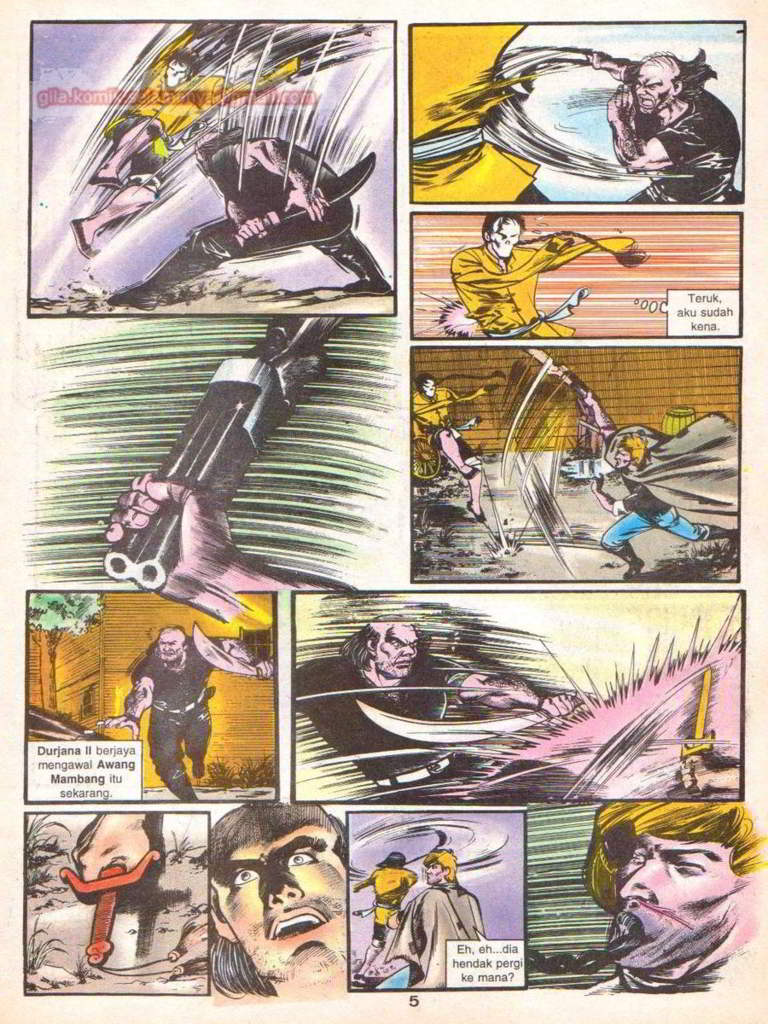 Teruk,
aku sudah
kena.
Durjana II berjaya
mengawal Awang
Mambang itu
sekarang.
Eh, eh...dia
hendak pergi
ke mana?
5